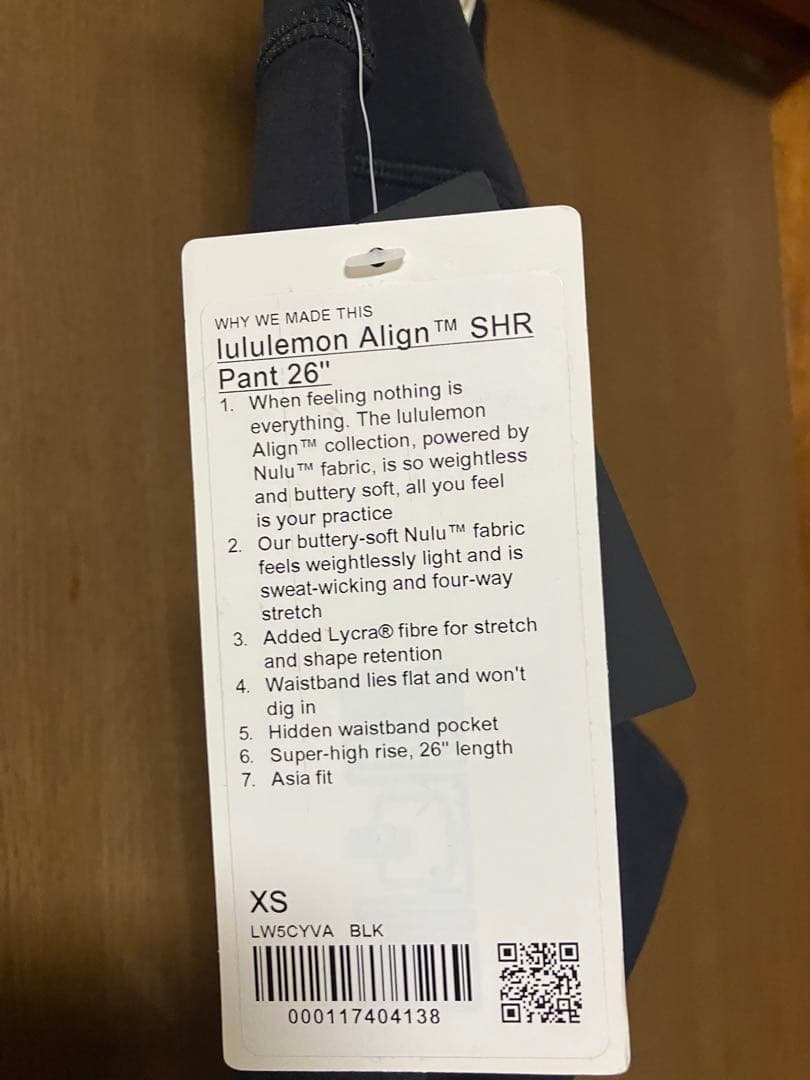 WHY WE MADE THIS
lululemon Align™ SHR
Pant 26"
1. When feeling nothing is
everything. The lululemon
Align™ collection, powered by
Nulu™ fabric, is so weightless
and buttery soft, all you feel
is your practice
2. Our buttery-soft Nulu™ fabric
feels weightlessly light and is
sweat-wicking and four-way
stretch
3. Added Lycra® fibre for stretch
and shape retention
4. Waistband lies flat and won't
dig in
5. Hidden waistband pocket
6. Super-high rise, 26" length
7. Asia fit
XS
LW5CYVA BLK
000117404138